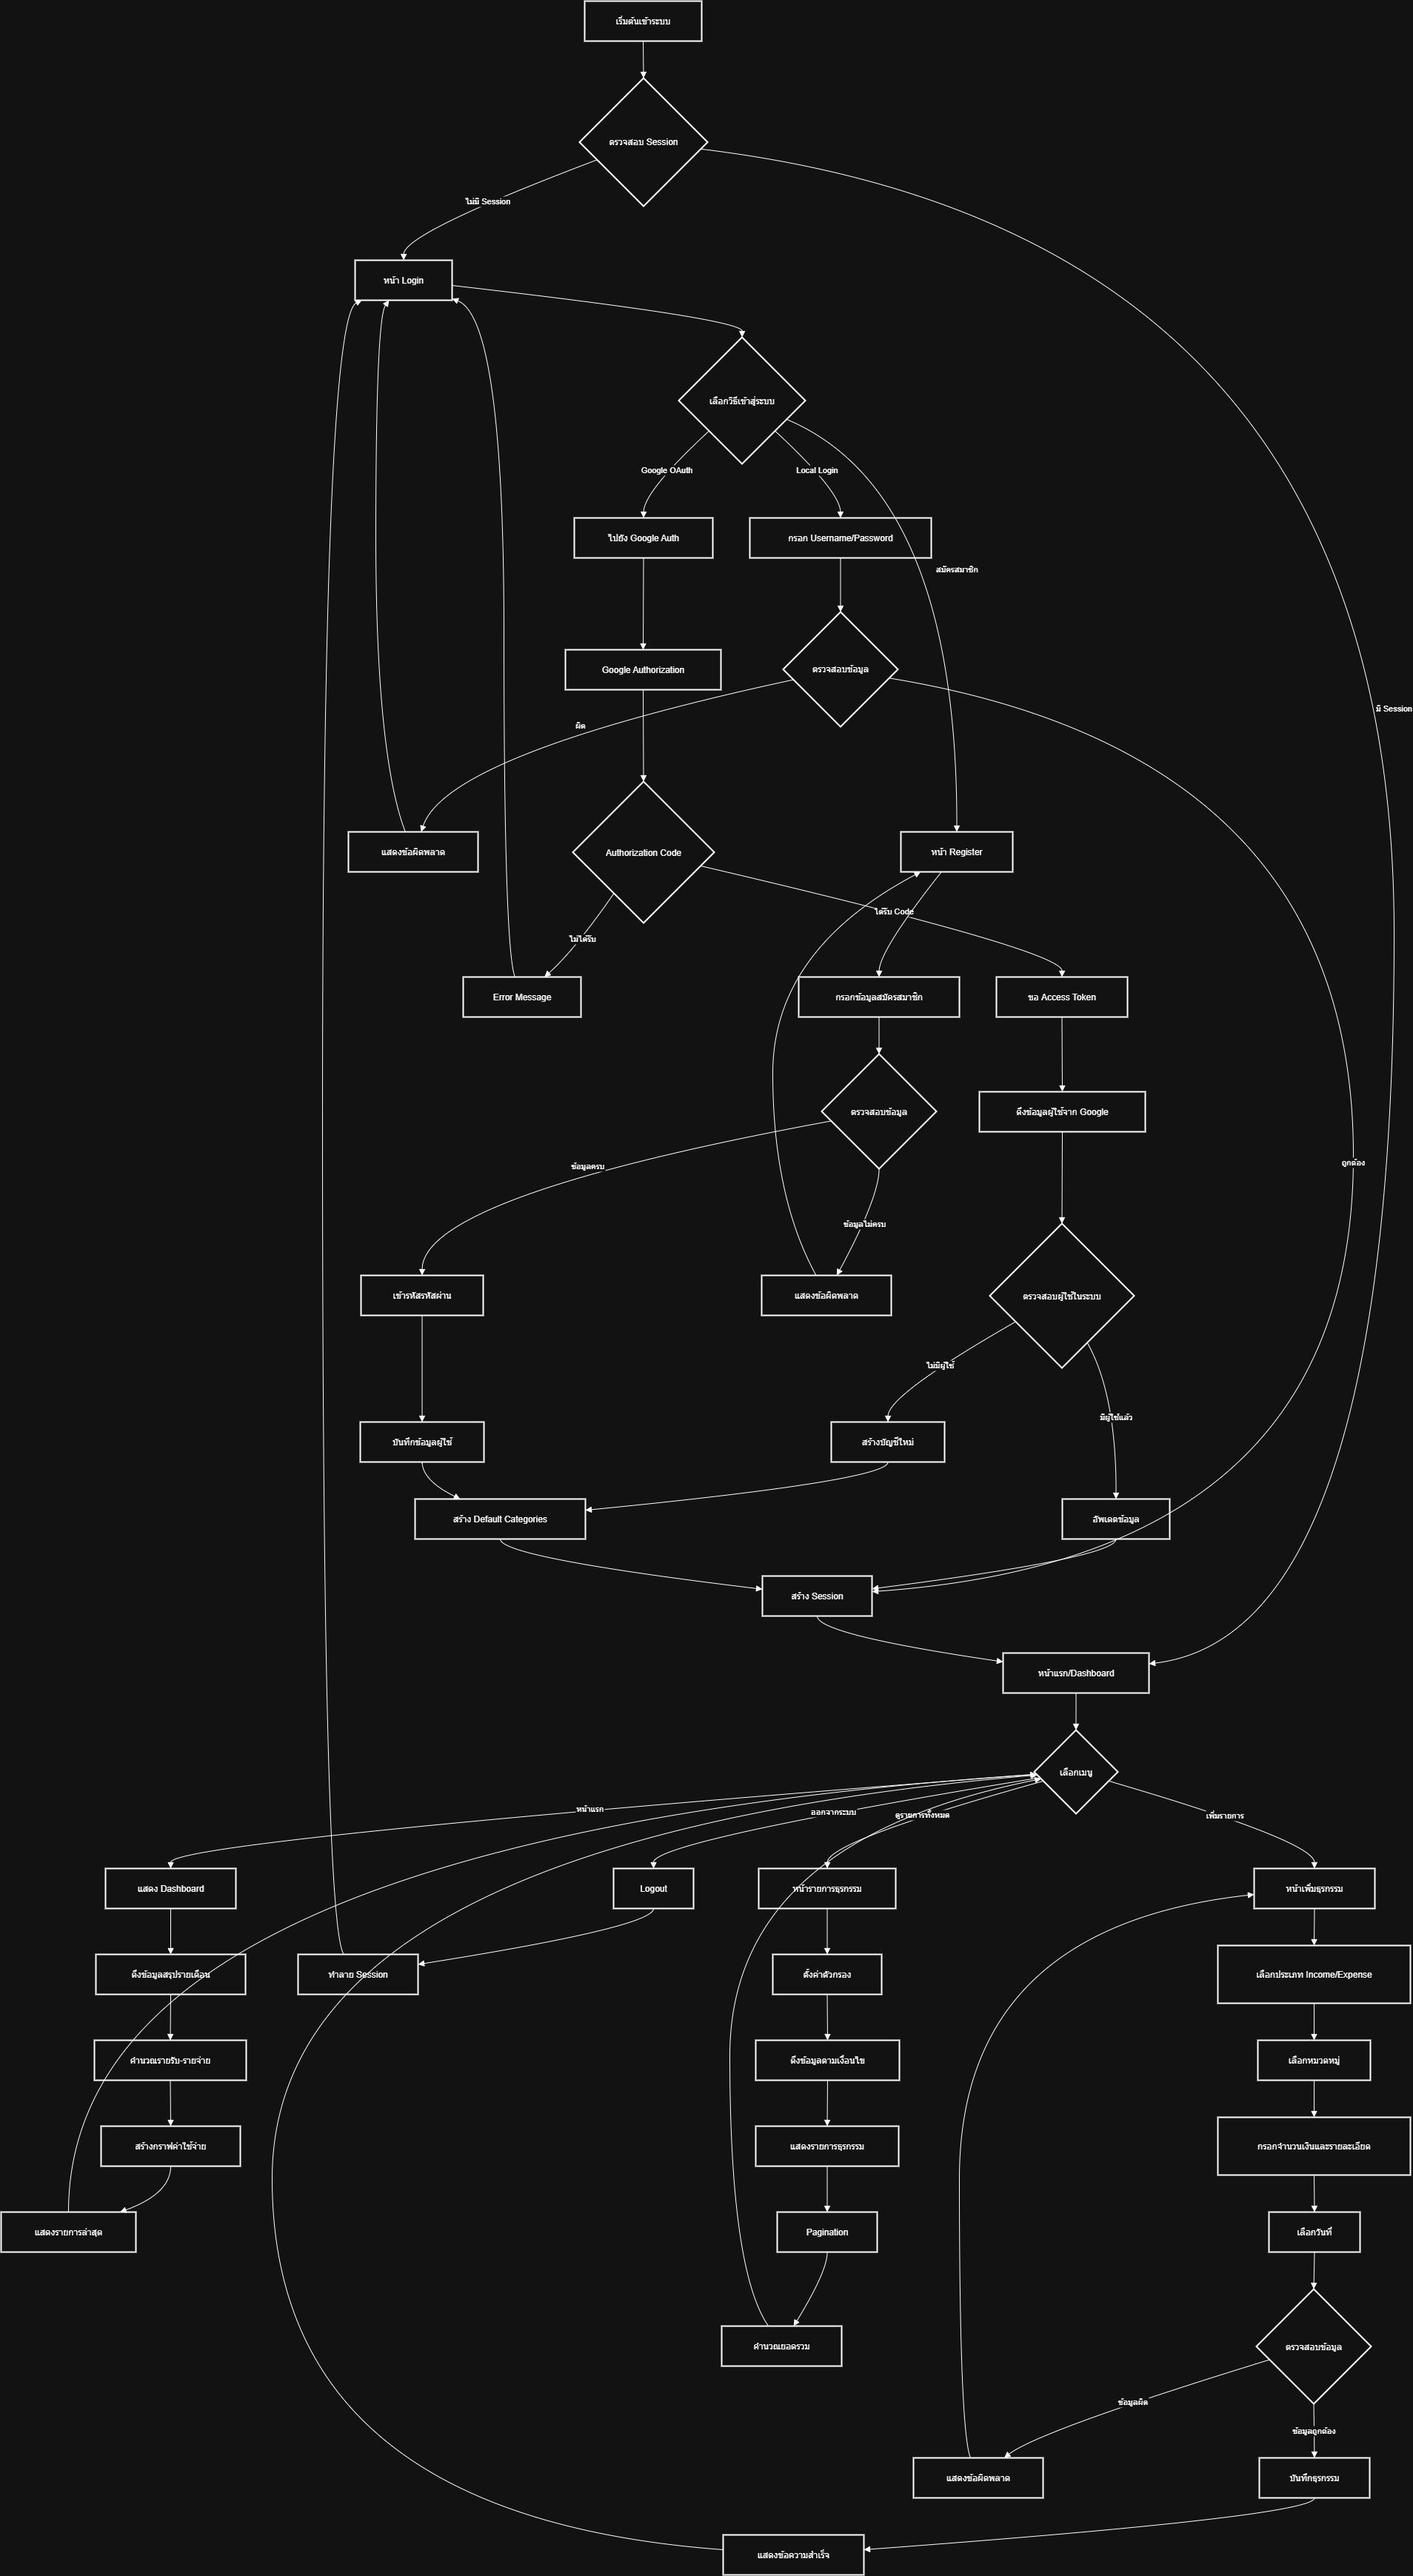 เริ่มต้นเข้าระบบ
ตรวจสอบ Session
ไม่มี Session
หน้า Login
เลือกวิธีเข้าสู่ระบบ
Google OAuth
Local Login
ไปยัง Google Auth
กรอก Username/Password
สมัครสมาชิก
Google Authorization
ตรวจสอบข้อมูล
มี Session
ผิด
แสดงข้อผิดพลาด
Authorization Code
หน้า Register
ได้รับ Code
ไม่ได้รับ
Error Message
กรอกข้อมูลสมัครสมาชิก
ขอ Access Token
ตรวจสอบข้อมูล
ดึงข้อมูลผู้ใช้จาก Google
ถูกต้อง
ข้อมูลครบ
ข้อมูลไม่ครบ
เข้ารหัสรหัสผ่าน
แสดงข้อผิดพลาด
ตรวจสอบผู้ใช้ในระบบ
ไม่มีผู้ใช้
มีผู้ใช้แล้ว
บันทึกข้อมูลผู้ใช้
สร้างบัญชีใหม่
สร้าง Default Categories
อัพเดตข้อมูล
สร้าง Session
หน้าแรก/Dashboard
เลือกเมนู
หน้าแรก
ออกจากระบบ
ดูรายการทั้งหมด
เพิ่มรายการ
แสดง Dashboard
Logout
หน้ารายการธุรกรรม
หน้าเพิ่มธุรกรรม
ดึงข้อมูลสรุปรายเดือน
ทำลาย Session
ตั้งค่าตัวกรอง
เลือกประเภท Income/Expense
คำนวณรายรับ-รายจ่าย
ดึงข้อมูลตามเงื่อนไข
เลือกหมวดหมู่
สร้างกราฟค่าใช้จ่าย
แสดงรายการธุรกรรม
กรอกจำนวนเงินและรายละเอียด
แสดงรายการล่าสุด
Pagination
เลือกวันที่
คำนวณยอดรวม
ตรวจสอบข้อมูล
ข้อมูลผิด
ข้อมูลถูกต้อง
แสดงข้อผิดพลาด
บันทึกธุรกรรม
แสดงข้อความสำเร็จ